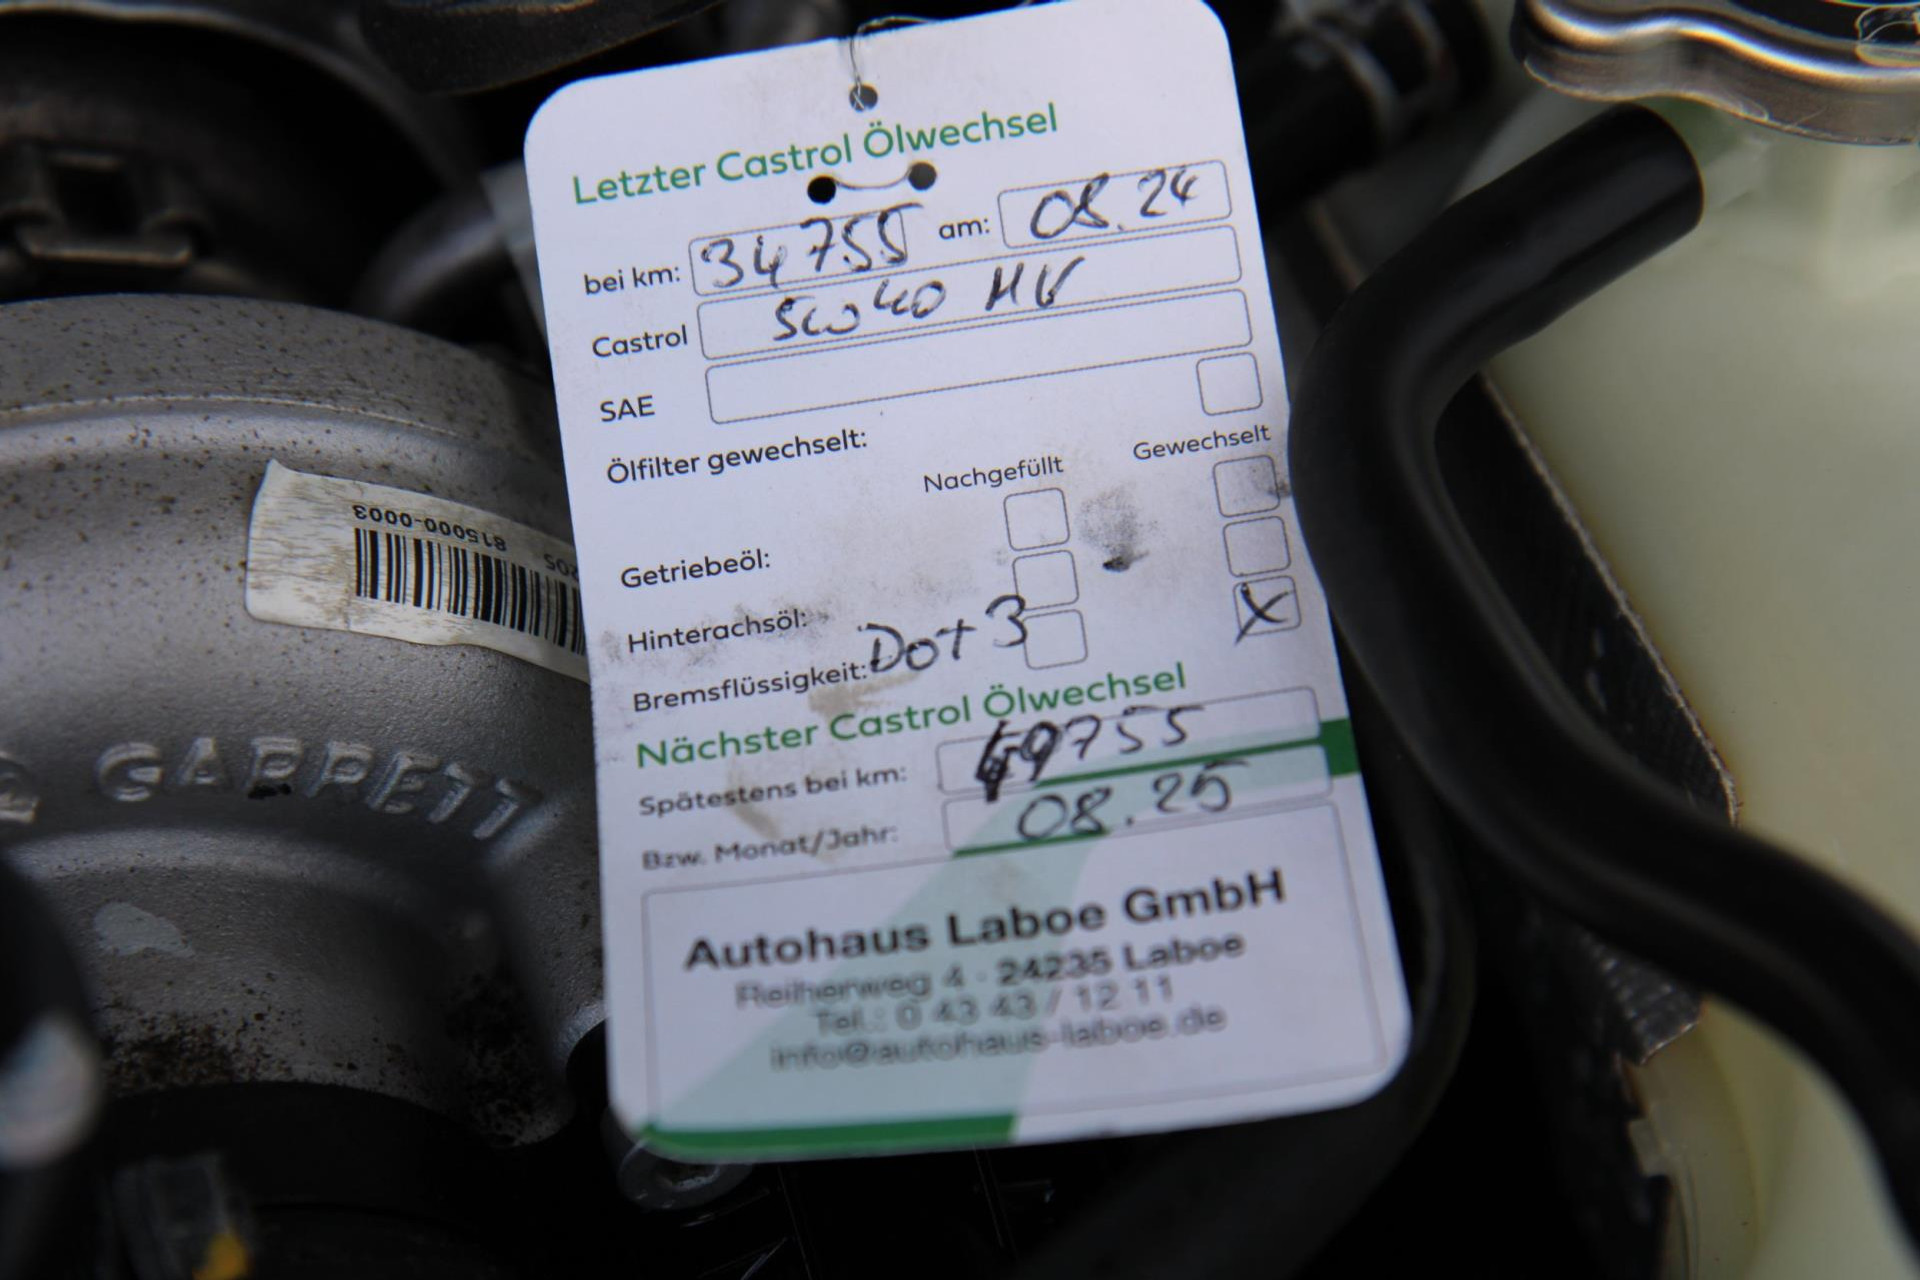 Letzter Castrol Ölwechsel
bei km: 34755 am: 08.24
Castrol 5W40 HV
SAE
Ölfilter gewechselt:
Nachgefüllt Gewechselt
Getriebeöl:
Hinterachsöl:
Bremsflüssigkeit: Dot 3 X
Nächster Castrol Ölwechsel
Spätestens bei km: 49755
Bzw. Monat/Jahr: 08.25
Autohaus Laboe GmbH
Reiherweg 4 · 24235 Laboe
Tel.: 0 43 43 / 12 11
info@autohaus-laboe.de
815000-0003
GARRETT